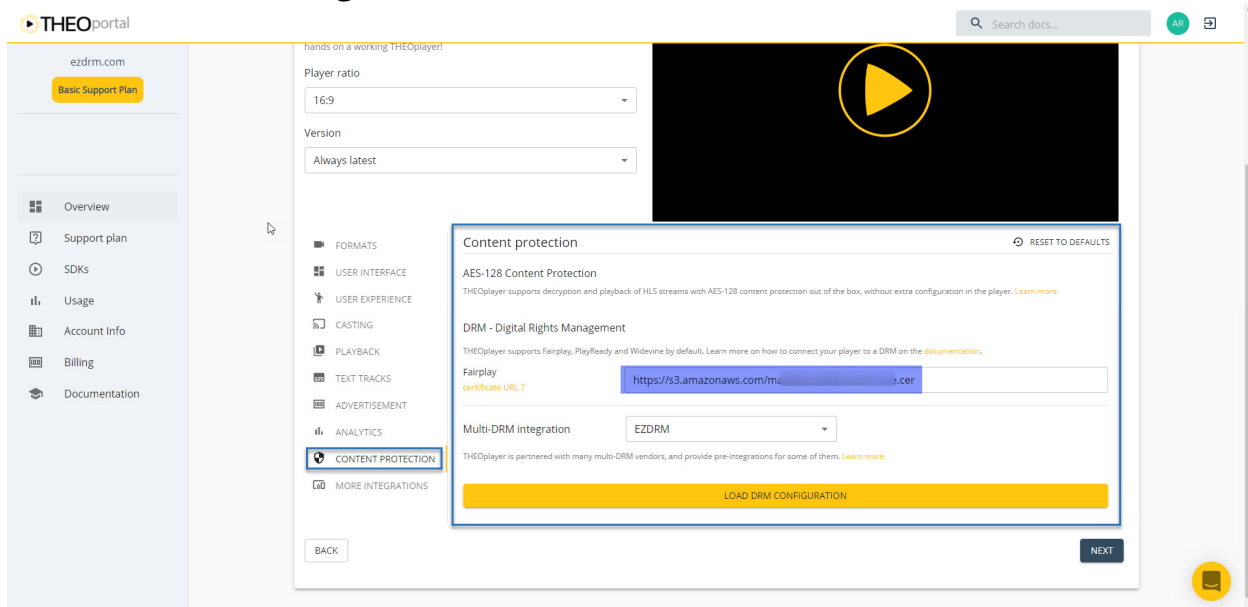 THEOportal
Search docs...
AR
ezdrm.com
Basic Support Plan
Overview
Support plan
SDKs
Usage
Account Info
Billing
Documentation
hands on a working THEOplayer!
Player ratio
16:9
Version
Always latest
FORMATS
USER INTERFACE
USER EXPERIENCE
CASTING
PLAYBACK
TEXT TRACKS
ADVERTISEMENT
ANALYTICS
CONTENT PROTECTION
MORE INTEGRATIONS
Content protection
RESET TO DEFAULTS
AES-128 Content Protection
THEOplayer supports decryption and playback of HLS streams with AES-128 content protection out of the box, without extra configuration in the player. Learn more
DRM - Digital Rights Management
THEOplayer supports Fairplay, PlayReady and Widevine by default. Learn more on how to connect your player to a DRM on the documentation.
Fairplay
certificate URL ?
https://s3.amazonaws.com/ma
e.cer
Multi-DRM integration
EZDRM
THEOplayer is partnered with many multi-DRM vendors, and provide pre-integrations for some of them. Learn more
LOAD DRM CONFIGURATION
BACK
NEXT